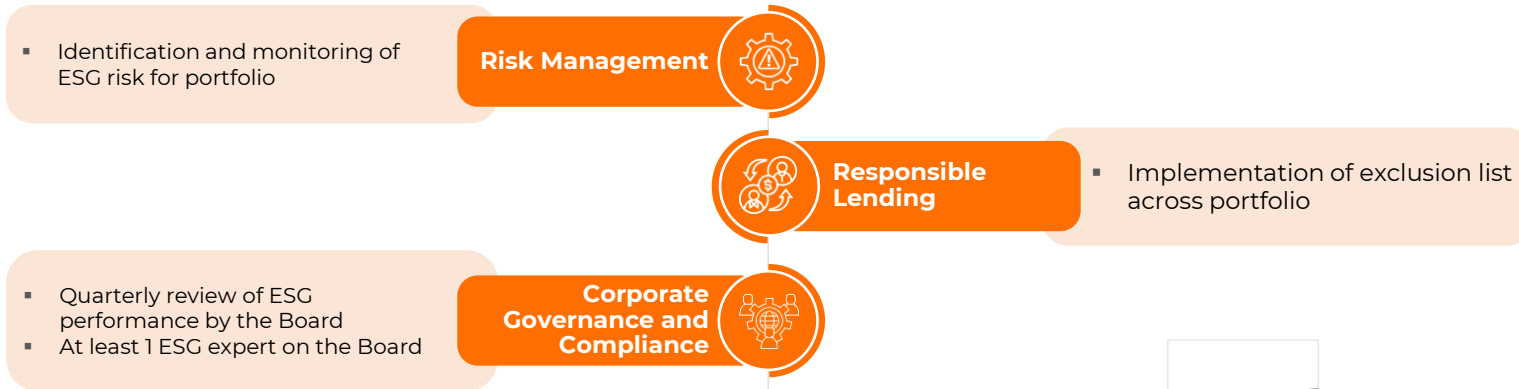 ▪ Identification and monitoring of
ESG risk for portfolio
Risk Management
Responsible
Lending
▪ Implementation of exclusion list
across portfolio
▪ Quarterly review of ESG
performance by the Board
▪ At least 1 ESG expert on the Board
Corporate
Governance and
Compliance
$